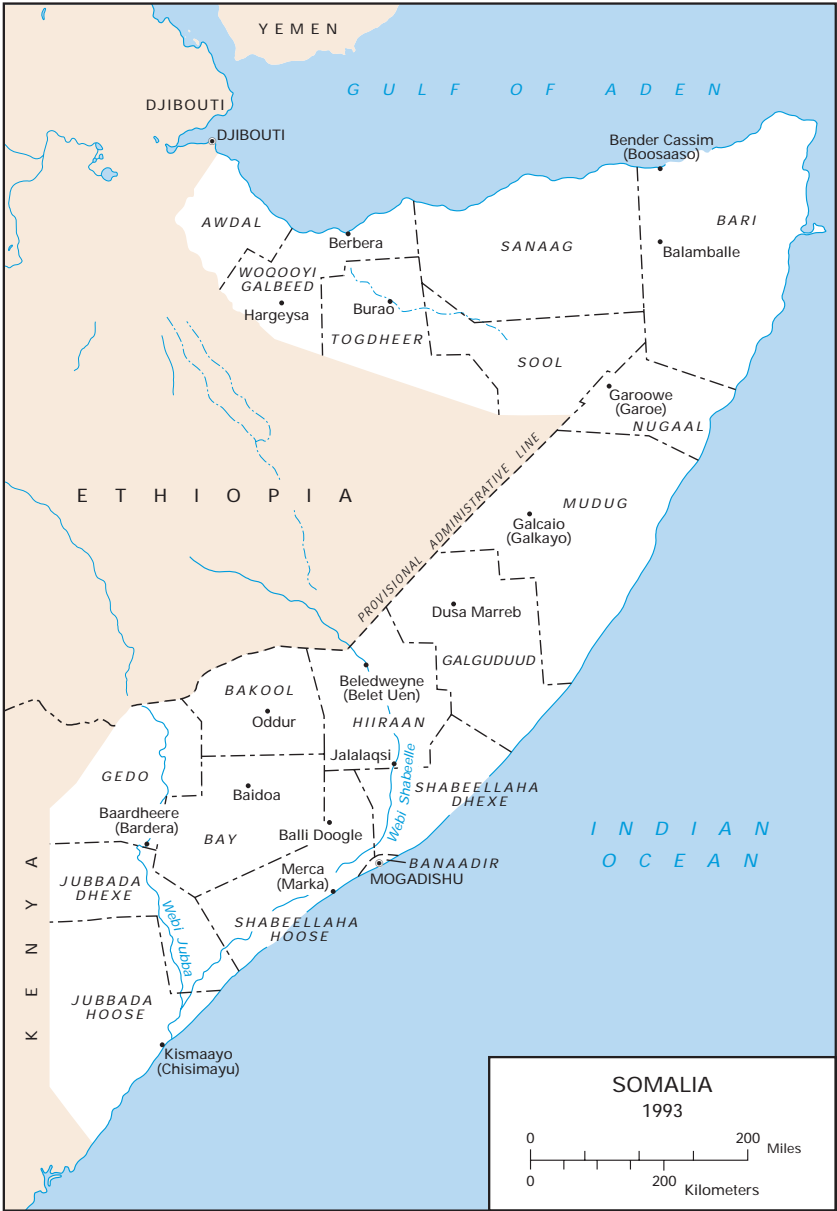 YEMEN
GULF OF ADEN
DJIBOUTI
DJIBOUTI
Bender Cassim
(Boosaaso)
AWDAL
BARI
Berbera
SANAAG
Balamballe
WOQOOYI
GALBEED
Hargeysa
Burao
TOGDHEER
SOOL
Garoowe
(Garoe)
NUGAAL
PROVISIONAL ADMINISTRATIVE LINE
ETHIOPIA
MUDUG
Galcaio
(Galkayo)
Dusa Marreb
GALGUDUUD
Beledweyne
(Belet Uen)
BAKOOL
Oddur
HIIRAAN
Jalalaqsi
GEDO
Baidoa
SHABEELLAHA
DHEXE
Webi Shabeelle
Baardheere
(Bardera)
BAY
Balli Doogle
INDIAN
OCEAN
BANAADIR
MOGADISHU
Merca
(Marka)
JUBBADA
DHEXE
KENYA
Webi Jubba
SHABEELLAHA
HOOSE
JUBBADA
HOOSE
Kismaayo
(Chisimayu)
SOMALIA
1993
0 200 Miles
0 200 Kilometers